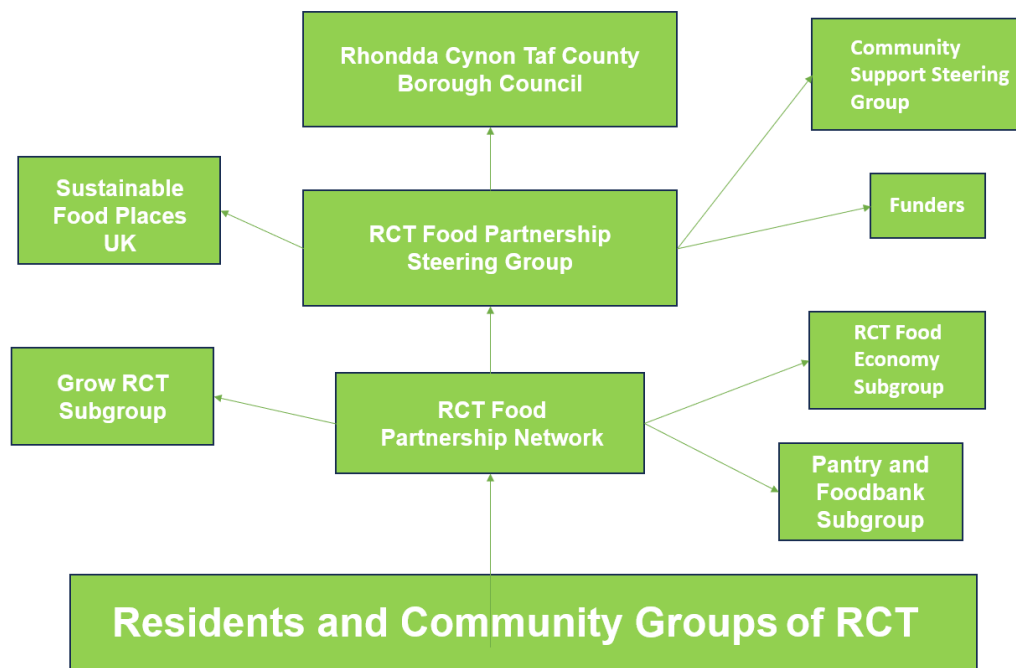 Rhondda Cynon Taf County
Borough Council
Community
Support Steering
Group
Sustainable
Food Places
UK
RCT Food Partnership
Steering Group
Funders
Grow RCT
Subgroup
RCT Food
Partnership Network
RCT Food
Economy
Subgroup
Pantry and
Foodbank
Subgroup
Residents and Community Groups of RCT